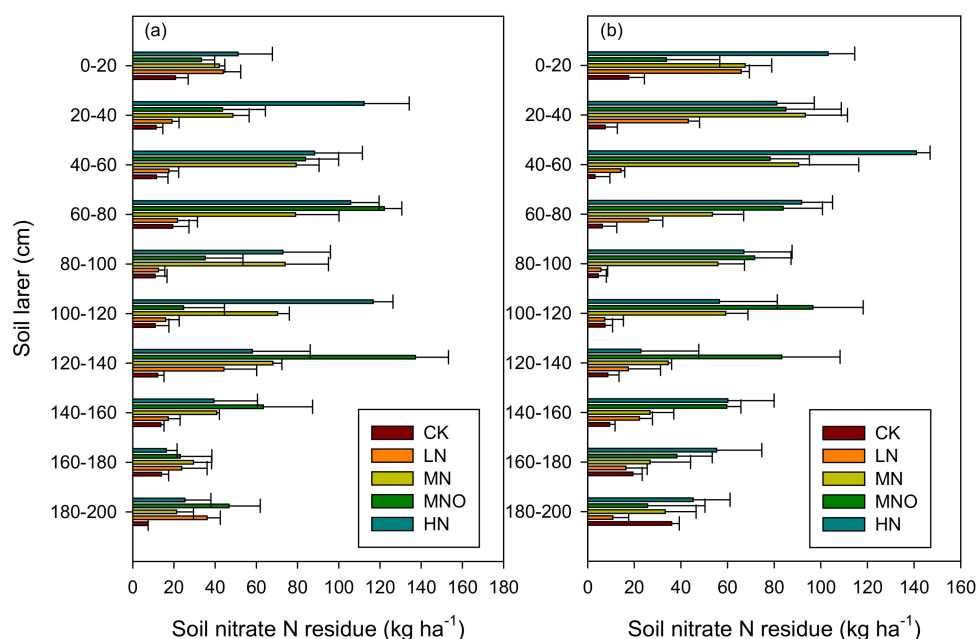 (a)
(b)
Soil larer (cm)
0-20
20-40
40-60
60-80
80-100
100-120
120-140
140-160
160-180
180-200
CK
LN
MN
MNO
HN
0 20 40 60 80 100 120 140 160 180
Soil nitrate N residue (kg ha⁻¹)
0-20
20-40
40-60
60-80
80-100
100-120
120-140
140-160
160-180
180-200
CK
LN
MN
MNO
HN
0 20 40 60 80 100 120 140 160
Soil nitrate N residue (kg ha⁻¹)